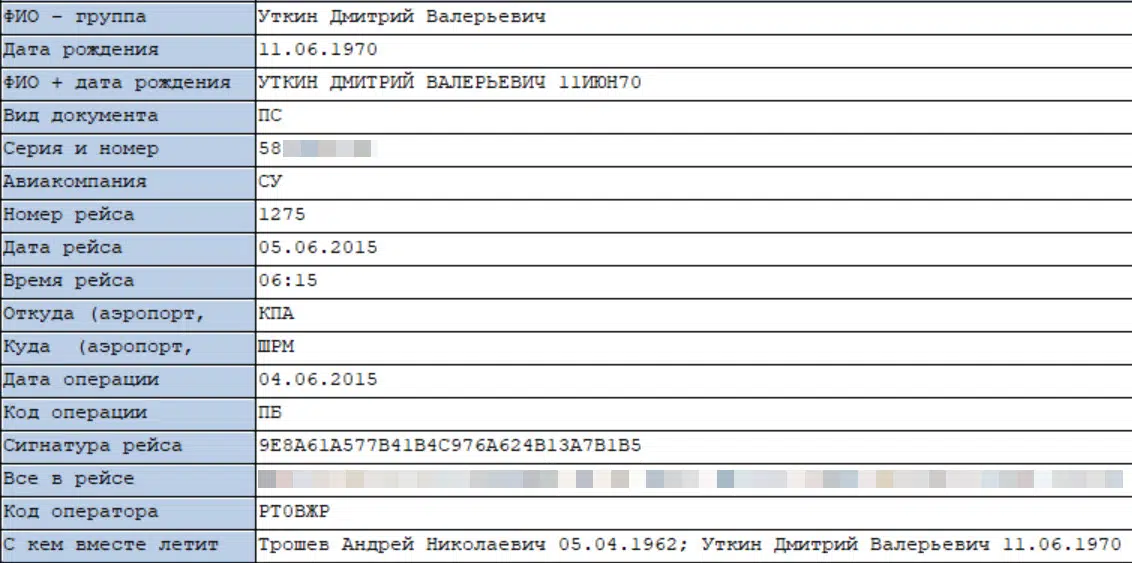 ФИО - группа Уткин Дмитрий Валерьевич
Дата рождения 11.06.1970
ФИО + дата рождения УТКИН ДМИТРИЙ ВАЛЕРЬЕВИЧ 11ИЮН70
Вид документа ПС
Серия и номер 58
Авиакомпания СУ
Номер рейса 1275
Дата рейса 05.06.2015
Время рейса 06:15
Откуда (аэропорт, КПА
Куда (аэропорт, ШРМ
Дата операции 04.06.2015
Код операции ПБ
Сигнатура рейса 9E8A61A577B41B4C976A624B13A7B1B5
Все в рейсе
Код оператора РТ0ВЖР
С кем вместе летит Трошев Андрей Николаевич 05.04.1962; Уткин Дмитрий Валерьевич 11.06.1970